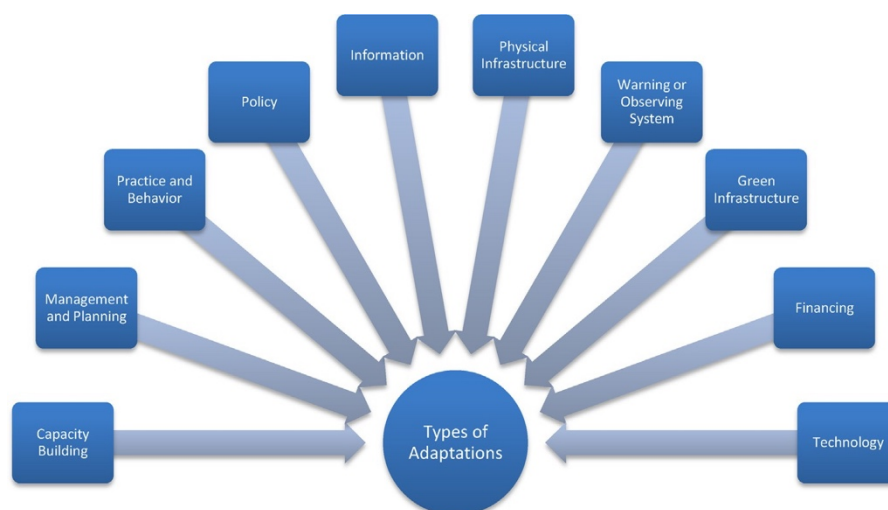 Capacity
Building
Management
and Planning
Practice and
Behavior
Policy
Information
Physical
Infrastructure
Warning or
Observing
System
Green
Infrastructure
Financing
Technology
Types of
Adaptations